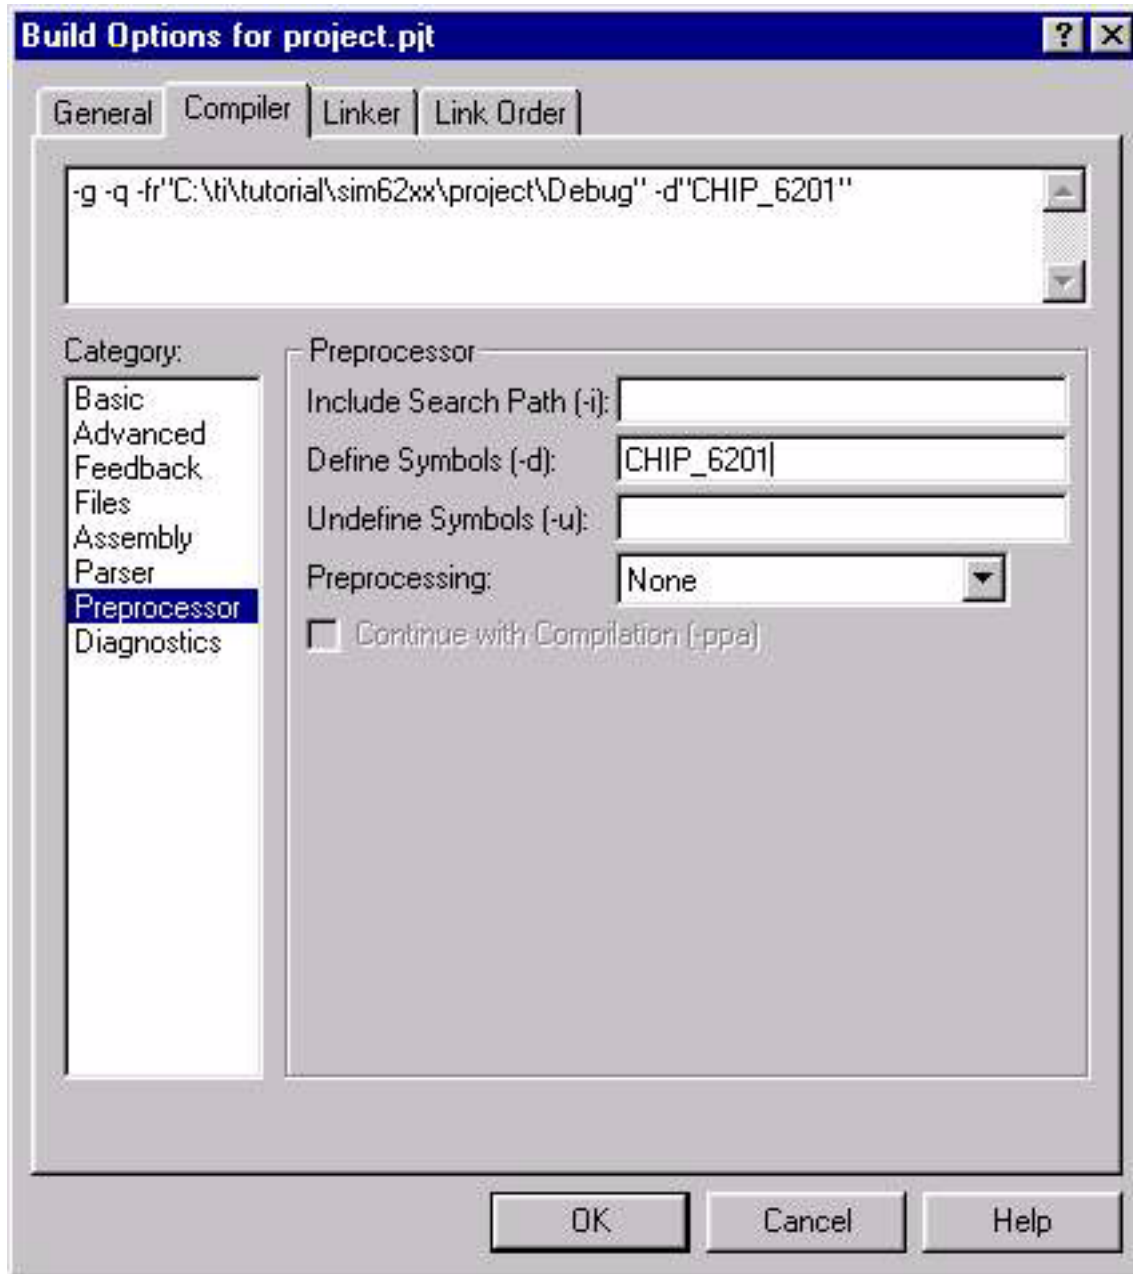 Build Options for project.pjt
General Compiler Linker Link Order
-g -q -fr"C:\ti\tutorial\sim62xx\project\Debug" -d"CHIP_6201"
Category:
Basic
Advanced
Feedback
Files
Assembly
Parser
Preprocessor
Diagnostics
Preprocessor
Include Search Path (-i):
Define Symbols (-d): CHIP_6201
Undefine Symbols (-u):
Preprocessing: None
Continue with Compilation (-ppa)
OK Cancel Help